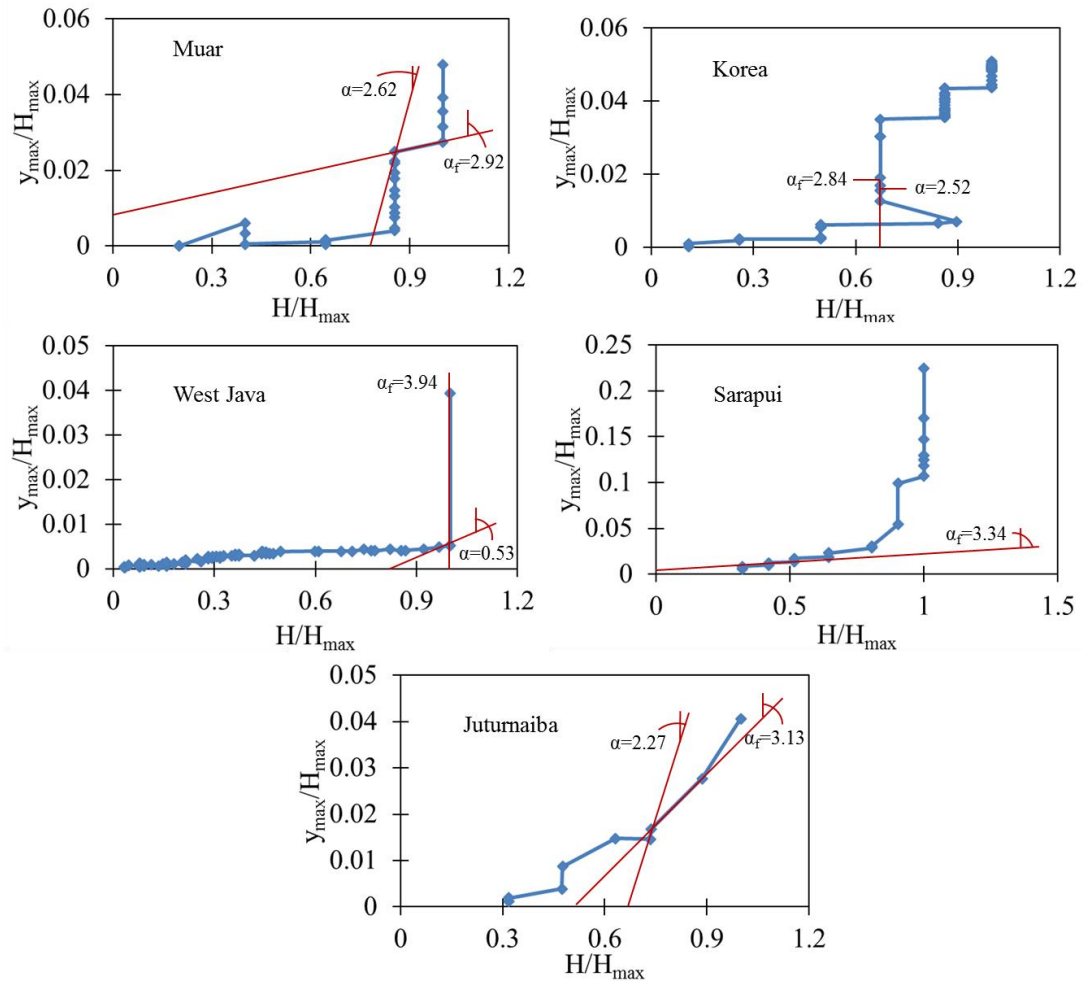 Muar
y_max/H_max
0.06
0.04
0.02
0
α=2.62
α_f=2.92
0 0.3 0.6 0.9 1.2
H/H_max
Korea
y_max/H_max
0.06
0.04
0.02
0
α_f=2.84
α=2.52
0 0.3 0.6 0.9 1.2
H/H_max
West Java
y_max/H_max
0.05
0.04
0.03
0.02
0.01
0
α_f=3.94
α=0.53
0 0.3 0.6 0.9 1.2
H/H_max
Sarapui
y_max/H_max
0.25
0.2
0.15
0.1
0.05
0
α_f=3.34
0 0.5 1 1.5
H/H_max
Juturnaiba
y_max/H_max
0.05
0.04
0.03
0.02
0.01
0
α=2.27
α_f=3.13
0 0.3 0.6 0.9 1.2
H/H_max